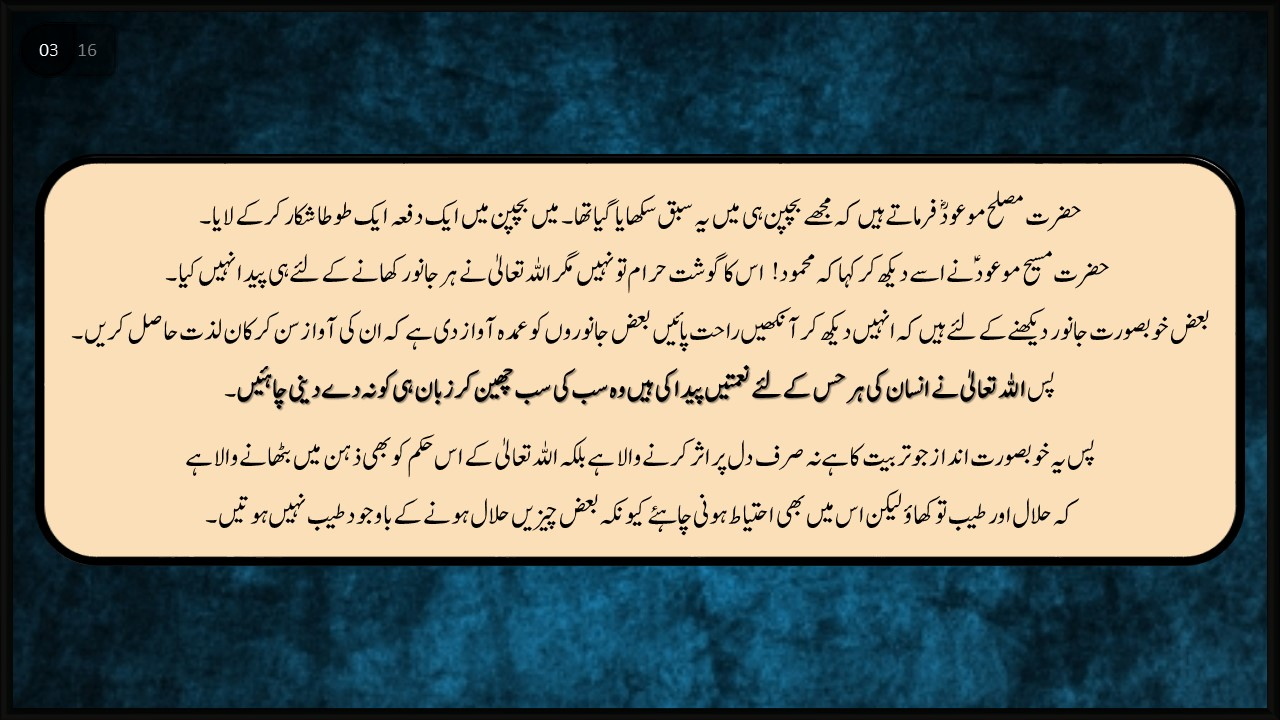 03 16
حضرت مصلح موعودؓ فرماتے ہیں کہ مجھے بچپن ہی میں یہ سبق سکھایا گیا تھا۔ میں بچپن میں ایک دفعہ ایک طوطا شکار کر کے لایا۔
حضرت مسیح موعودؑ نے اسے دیکھ کر کہا کہ محمود! اس کا گوشت حرام تو نہیں مگر اللہ تعالیٰ نے ہر جانور کھانے کے لئے ہی پیدا نہیں کیا۔
بعض خوبصورت جانور دیکھنے کے لئے ہیں کہ انہیں دیکھ کر آنکھیں راحت پائیں بعض جانوروں کو عمدہ آواز دی ہے کہ ان کی آواز سن کر کان لذت حاصل کریں۔
پس اللہ تعالیٰ نے انسان کی ہر حس کے لئے نعمتیں پیدا کی ہیں وہ سب کی سب چھین کر زبان ہی کو نہ دے دینی چاہئیں۔
پس یہ خوبصورت انداز جو تربیت کا ہے نہ صرف دل پر اثر کرنے والا ہے بلکہ اللہ تعالیٰ کے اس حکم کو بھی ذہن میں بٹھانے والا ہے
کہ حلال اور طیب تو کھاؤ لیکن اس میں بھی احتیاط ہونی چاہئے کیونکہ بعض چیزیں حلال ہونے کے باوجود طیب نہیں ہوتیں۔